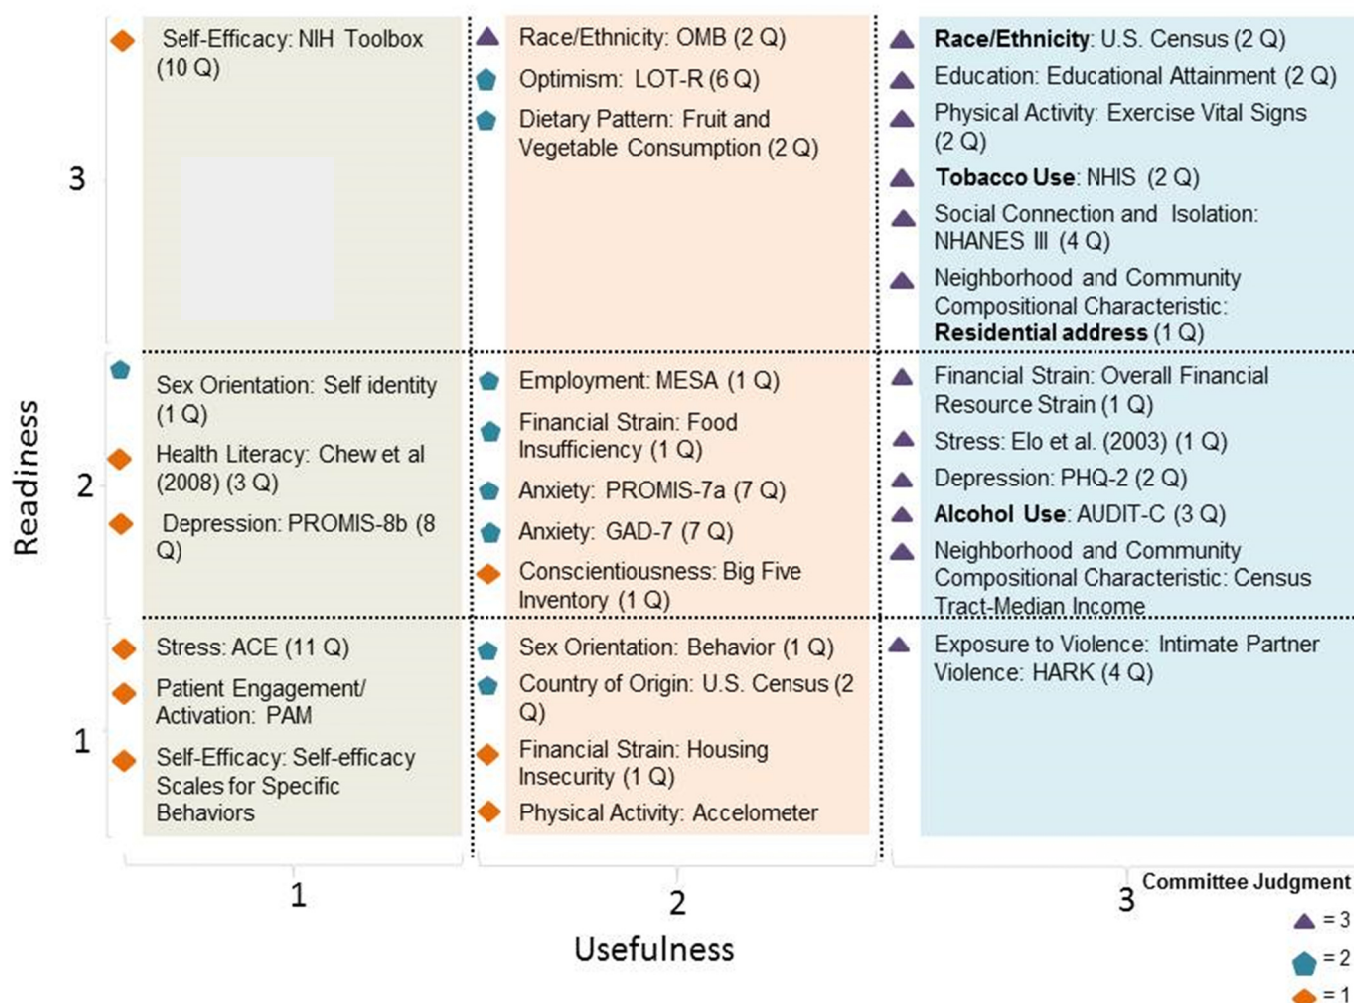 Readiness
3
Self-Efficacy: NIH Toolbox
(10 Q)
Race/Ethnicity: OMB (2 Q)
Optimism: LOT-R (6 Q)
Dietary Pattern: Fruit and
Vegetable Consumption (2 Q)
Race/Ethnicity: U.S. Census (2 Q)
Education: Educational Attainment (2 Q)
Physical Activity: Exercise Vital Signs
(2 Q)
Tobacco Use: NHIS (2 Q)
Social Connection and Isolation:
NHANES III (4 Q)
Neighborhood and Community
Compositional Characteristic:
Residential address (1 Q)
2
Sex Orientation: Self identity
(1 Q)
Health Literacy: Chew et al
(2008) (3 Q)
Depression: PROMIS-8b (8
Q)
Employment: MESA (1 Q)
Financial Strain: Food
Insufficiency (1 Q)
Anxiety: PROMIS-7a (7 Q)
Anxiety: GAD-7 (7 Q)
Conscientiousness: Big Five
Inventory (1 Q)
Financial Strain: Overall Financial
Resource Strain (1 Q)
Stress: Elo et al. (2003) (1 Q)
Depression: PHQ-2 (2 Q)
Alcohol Use: AUDIT-C (3 Q)
Neighborhood and Community
Compositional Characteristic: Census
Tract-Median Income
1
Stress: ACE (11 Q)
Patient Engagement/
Activation: PAM
Self-Efficacy: Self-efficacy
Scales for Specific
Behaviors
Sex Orientation: Behavior (1 Q)
Country of Origin: U.S. Census (2
Q)
Financial Strain: Housing
Insecurity (1 Q)
Physical Activity: Accelometer
Exposure to Violence: Intimate Partner
Violence: HARK (4 Q)
1
2
3
Usefulness
Committee Judgment
= 3
= 2
= 1